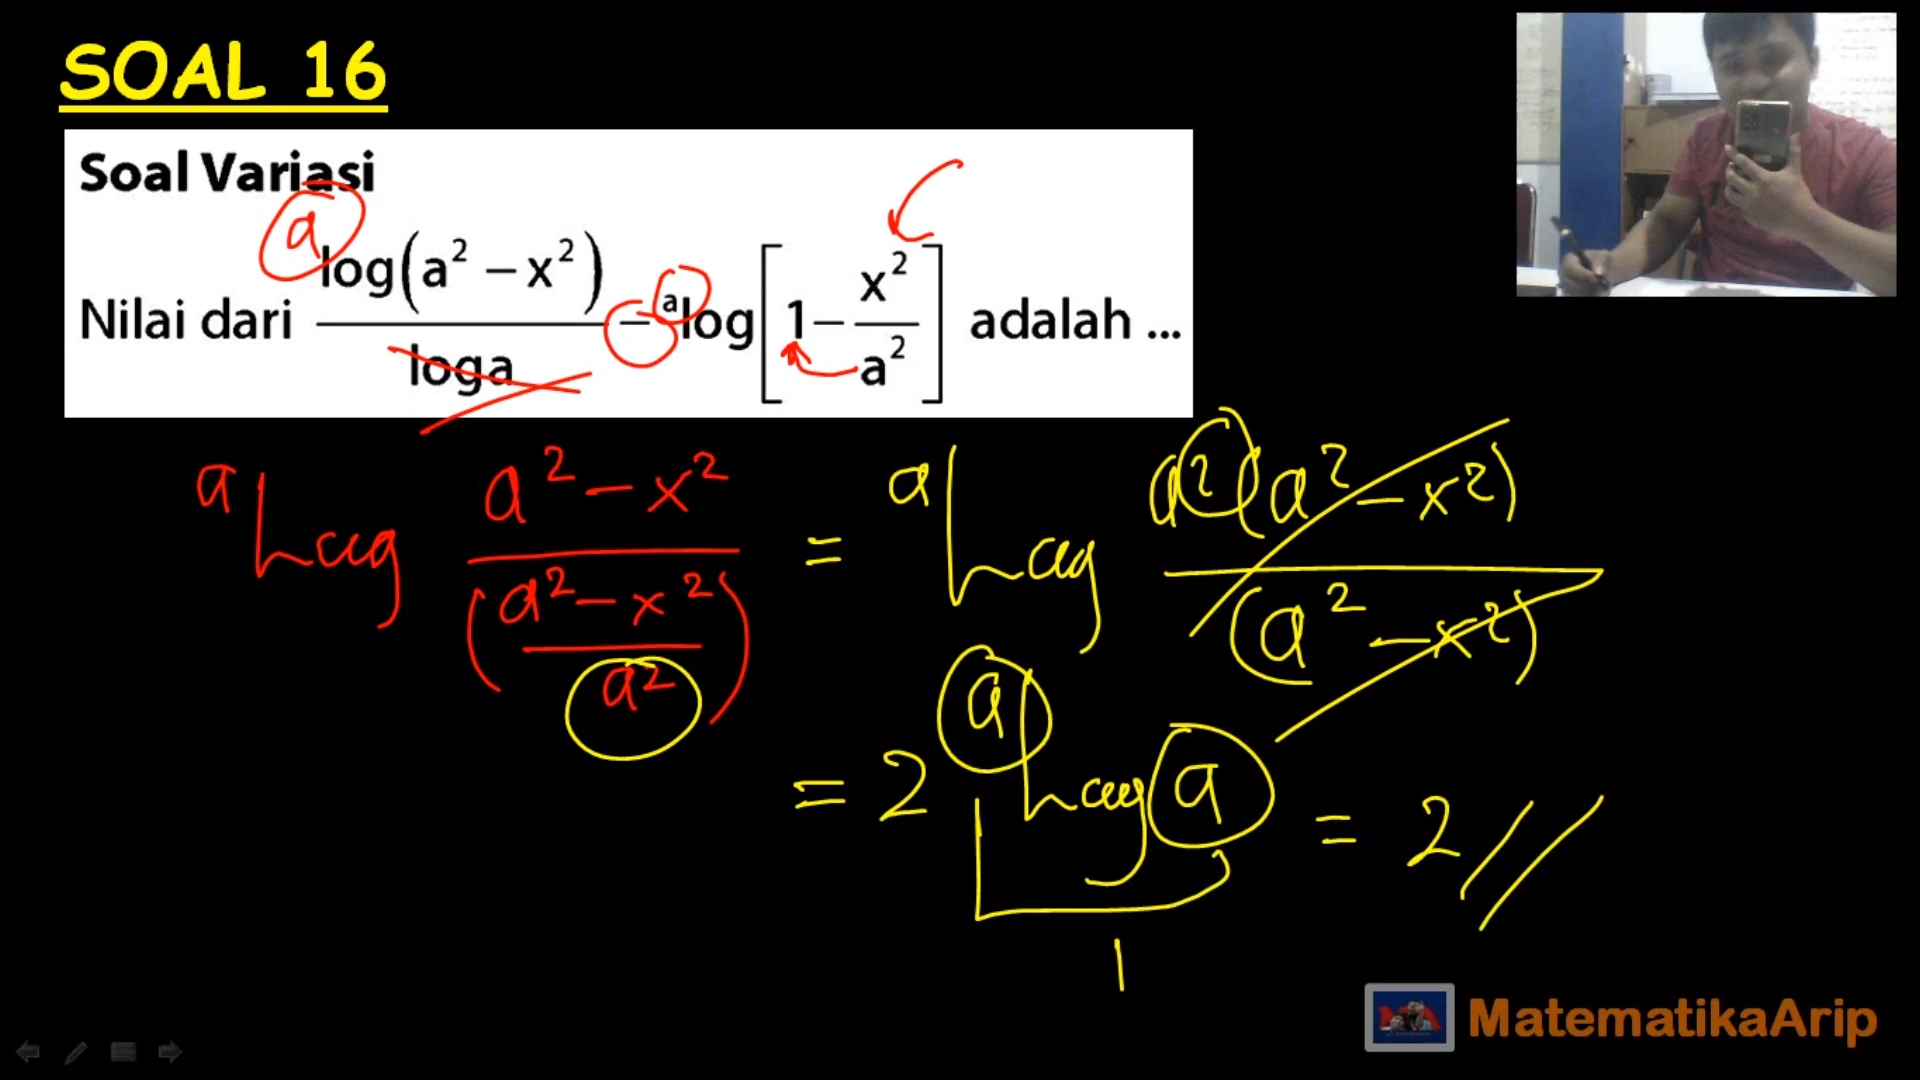 SOAL 16
Soal Variasi
Nilai dari log(a² − x²) / loga − ᵃlog[1 − x²/a²] adalah ...
a
ᵃlog (a² − x²) / ((a² − x²)/a²) = ᵃlog a²(a² − x²) / (a² − x²)
= 2 ᵃlog a = 2
1
MatematikaArip